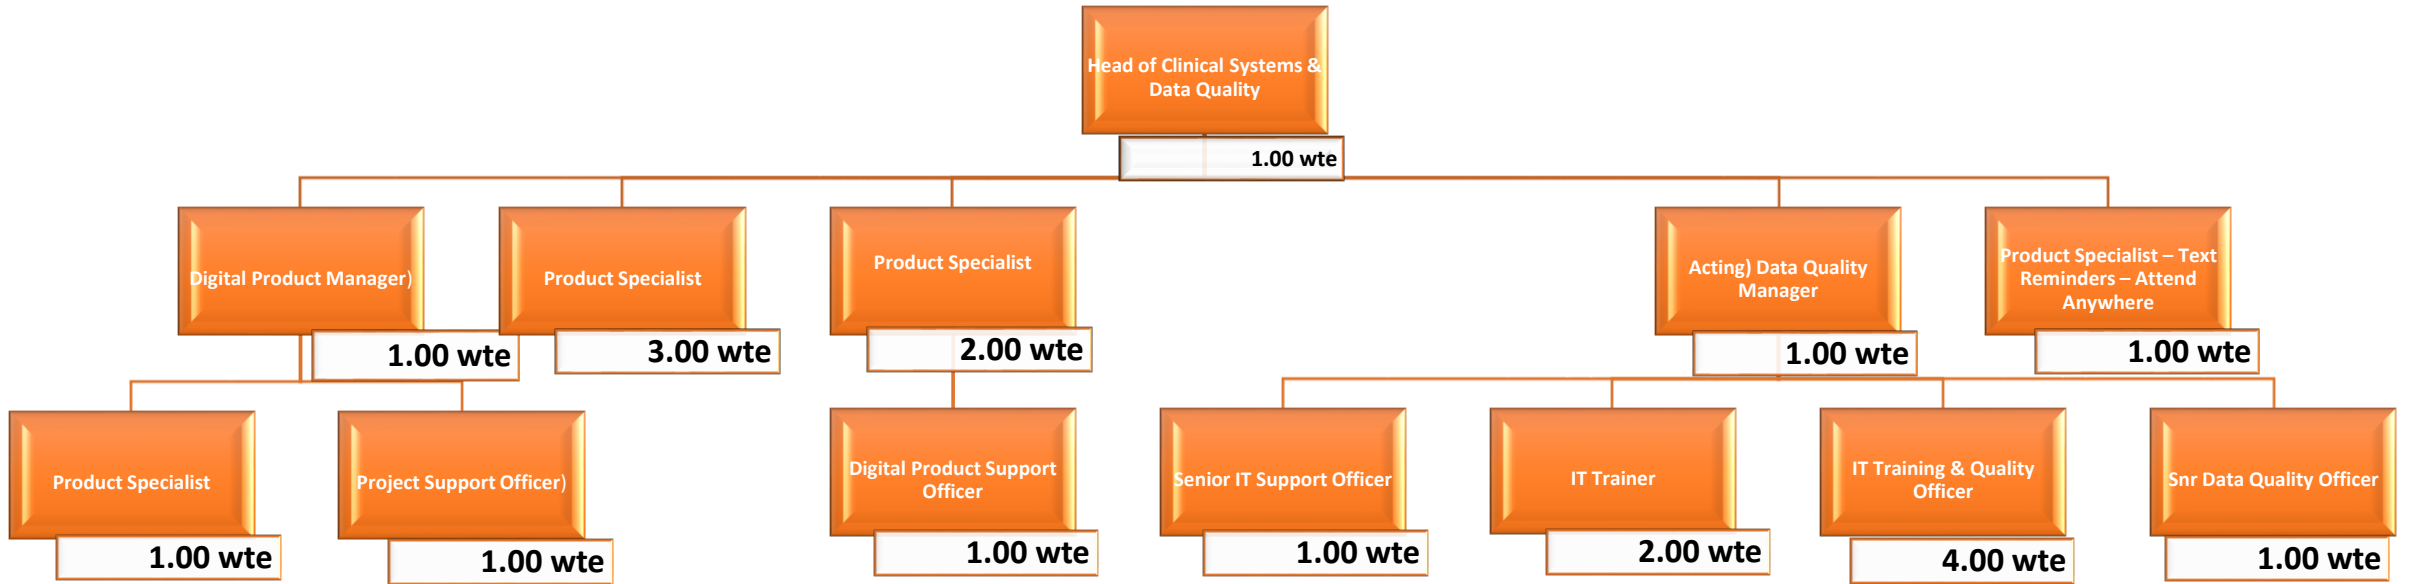 Head of Clinical Systems &
Data Quality
1.00 wte
Digital Product Manager)
1.00 wte
Product Specialist
3.00 wte
Product Specialist
2.00 wte
Acting) Data Quality
Manager
1.00 wte
Product Specialist – Text
Reminders – Attend
Anywhere
1.00 wte
Product Specialist
1.00 wte
Project Support Officer)
1.00 wte
Digital Product Support
Officer
1.00 wte
Senior IT Support Officer
1.00 wte
IT Trainer
2.00 wte
IT Training & Quality
Officer
4.00 wte
Snr Data Quality Officer
1.00 wte